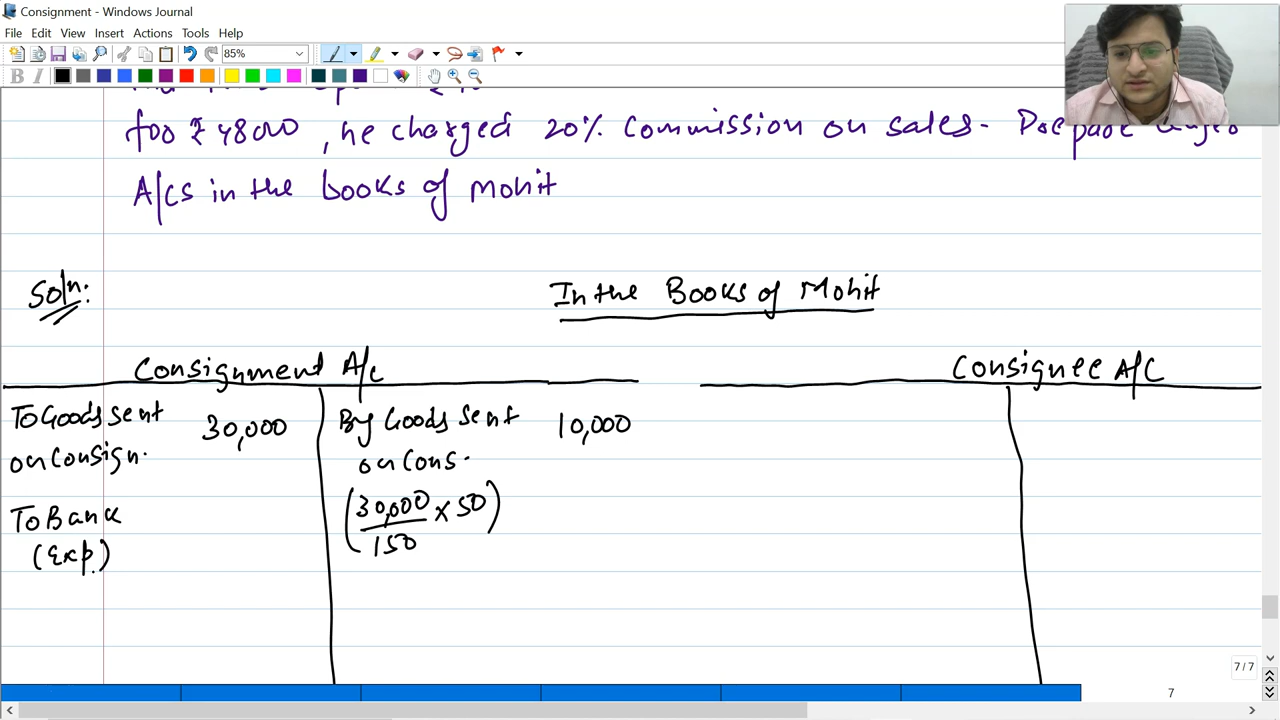 Consignment - Windows Journal
File Edit View Insert Actions Tools Help
85%
B I
foo ₹ 48000, he charged 20% Commission on sales. Prepare
A/cs in the books of Mohit
Soln:
In the Books of Mohit
Consignment A/c
Consignee A/C
To Goods sent 30,000 By Goods sent 10,000
on Consign. on Cons.
To Bank (30,000/150 × 50)
(Exp.)
7 / 7
7